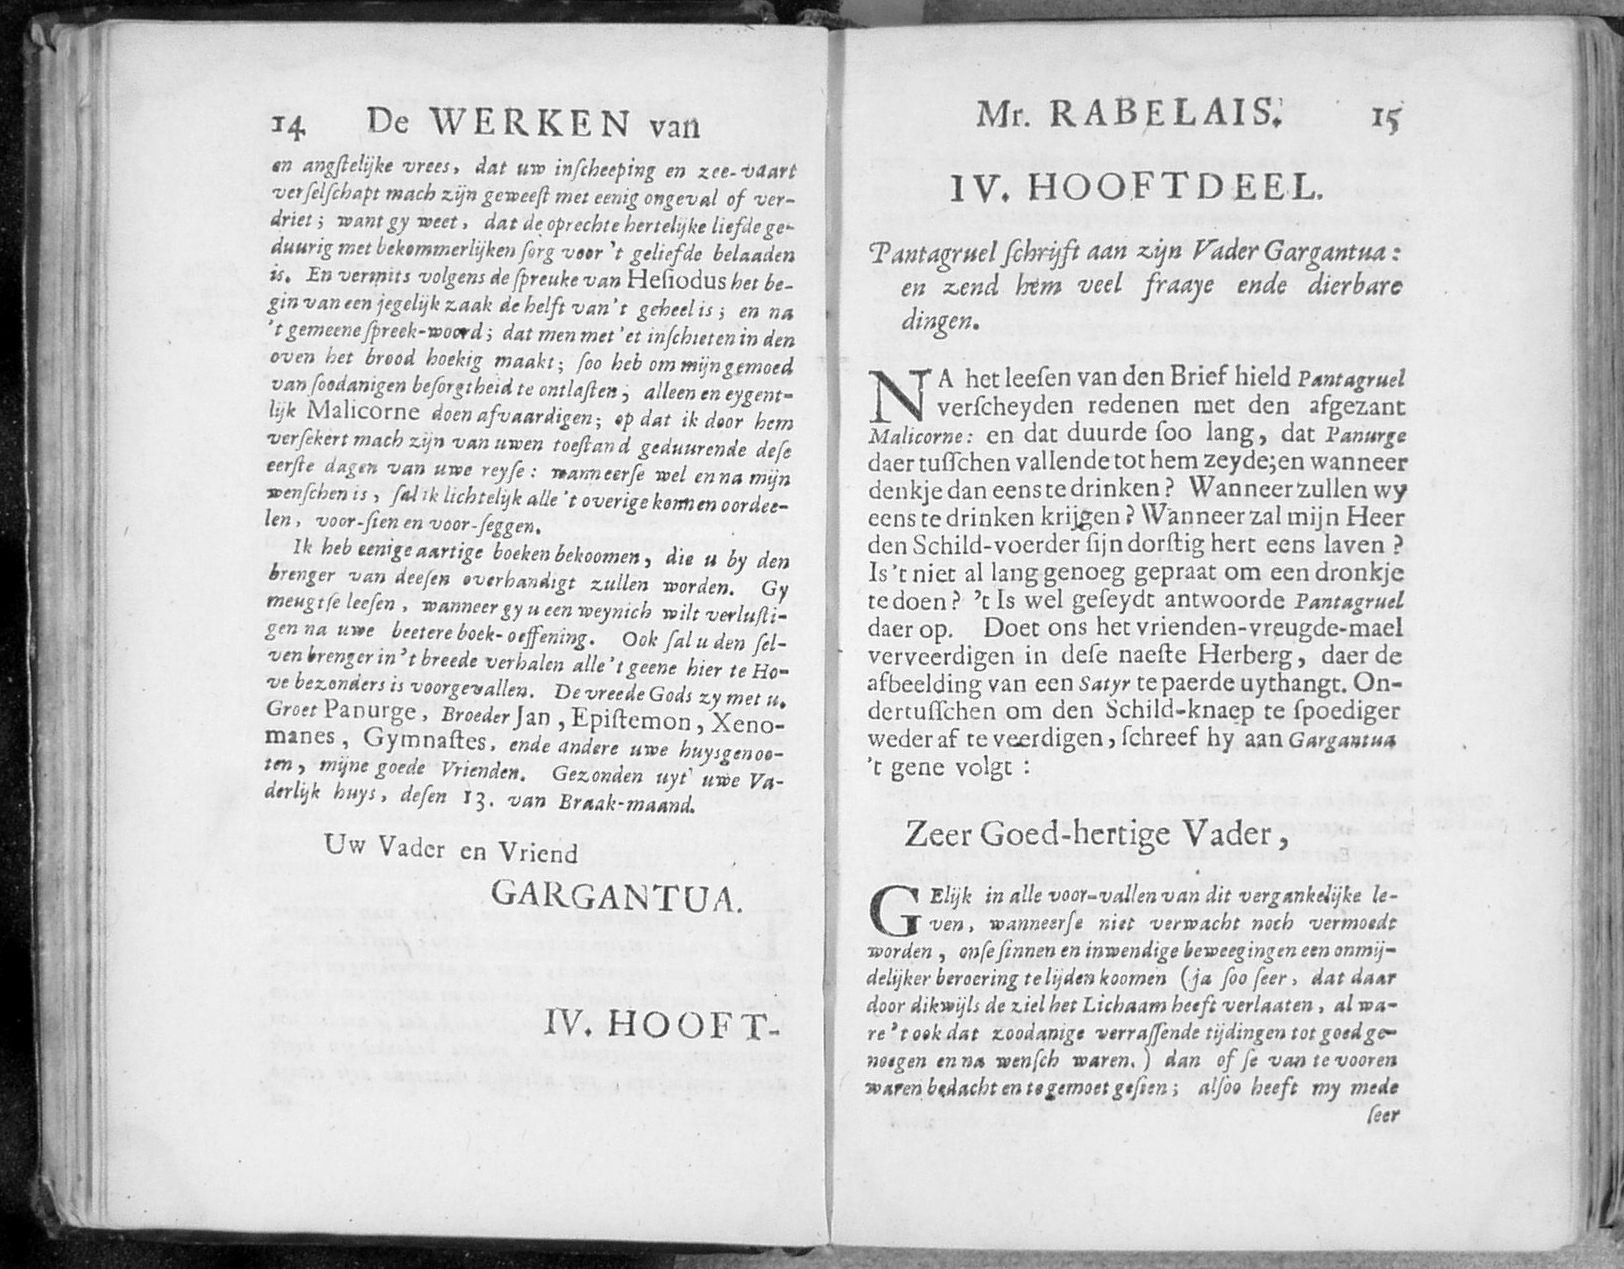 14 De WERKEN van
en angſtelijke vrees, dat uw inſcheeping en zee-vaart
verſelſchapt mach zijn geweeſt met eenig ongeval of ver-
driet; want gy weet, dat de oprechte hertelijke liefde ge-
duurig met bekommerlijken ſorg voor 't geliefde belaaden
is. En vermits volgens de ſpreuke van Heſiodus het be-
gin van een jegelijk zaak de helft van 't geheel is; en na
't gemeene ſpreek-woord; dat men met 'et inſchieten in den
oven het brood hoekig maakt; ſoo heb om mijn gemoed
van ſoodanigen beſorgtheid te ontlaſten, alleen en eygent-
lijk Malicorne doen afvaardigen; op dat ik door hem
verſekert mach zijn van uwen toeſtand geduurende deſe
eerſte dagen van uwe reyſe: wanneerſe wel en na mijn
wenſchen is, ſal ik lichtelijk alle 't overige konnen oordee-
len, voor-ſien en voor-ſeggen.
Ik heb eenige aartige boeken bekoomen, die u by den
brenger van deeſen overhandigt zullen worden. Gy
meugtſe leeſen, wanneer gy u een weynich wilt verluſti-
gen na uwe beetere boek-oeffening. Ook ſal u den ſel-
ven brenger in 't breede verhalen alle 't geene hier te Ho-
ve bezonders is voorgevallen. De vreede Gods zy met u.
Groet Panurge, Broeder Jan, Epiſtemon, Xeno-
manes, Gymnaſtes, ende andere uwe huysgenoo-
ten, mijne goede Vrienden. Gezonden uyt uwe Va-
derlijk huys, deſen 13. van Braak-maand.
Uw Vader en Vriend
GARGANTUA.
IV. HOOFT-
Mr. RABELAIS. 15
IV. HOOFTDEEL.
Pantagruel ſchrijft aan zijn Vader Gargantua:
en zend hem veel fraaye ende dierbare
dingen.
NA het leeſen van den Brief hield Pantagruel
verſcheyden redenen met den afgezant
Malicorne: en dat duurde ſoo lang, dat Panurge
daer tuſſchen vallende tot hem zeyde; en wanneer
denkje dan eens te drinken? Wanneer zullen wy
eens te drinken krijgen? Wanneer zal mijn Heer
den Schild-voerder ſijn dorſtig hert eens laven?
Is 't niet al lang genoeg gepraat om een dronkje
te doen? 't Is wel geſeydt antwoorde Pantagruel
daer op. Doet ons het vrienden-vreugde-mael
verveerdigen in deſe naeſte Herberg, daer de
afbeelding van een Satyr te paerde uythangt. On-
dertuſſchen om den Schild-knaep te ſpoediger
weder af te veerdigen, ſchreef hy aan Gargantua
't gene volgt:
Zeer Goed-hertige Vader,
GElijk in alle voor-vallen van dit vergankelijke le-
ven, wanneerſe niet verwacht noch vermoedt
worden, onſe ſinnen en inwendige beweegingen een onmij-
delijker beroering te lijden koomen (ja ſoo ſeer, dat daar
door dikwijls de ziel het Lichaam heeft verlaaten, al wa-
re 't ook dat zoodanige verraſſende tijdingen tot goed ge-
noegen en na wenſch waren.) dan of ſe van te vooren
waren bedacht en te gemoet geſien; alſoo heeft my mede
ſeer